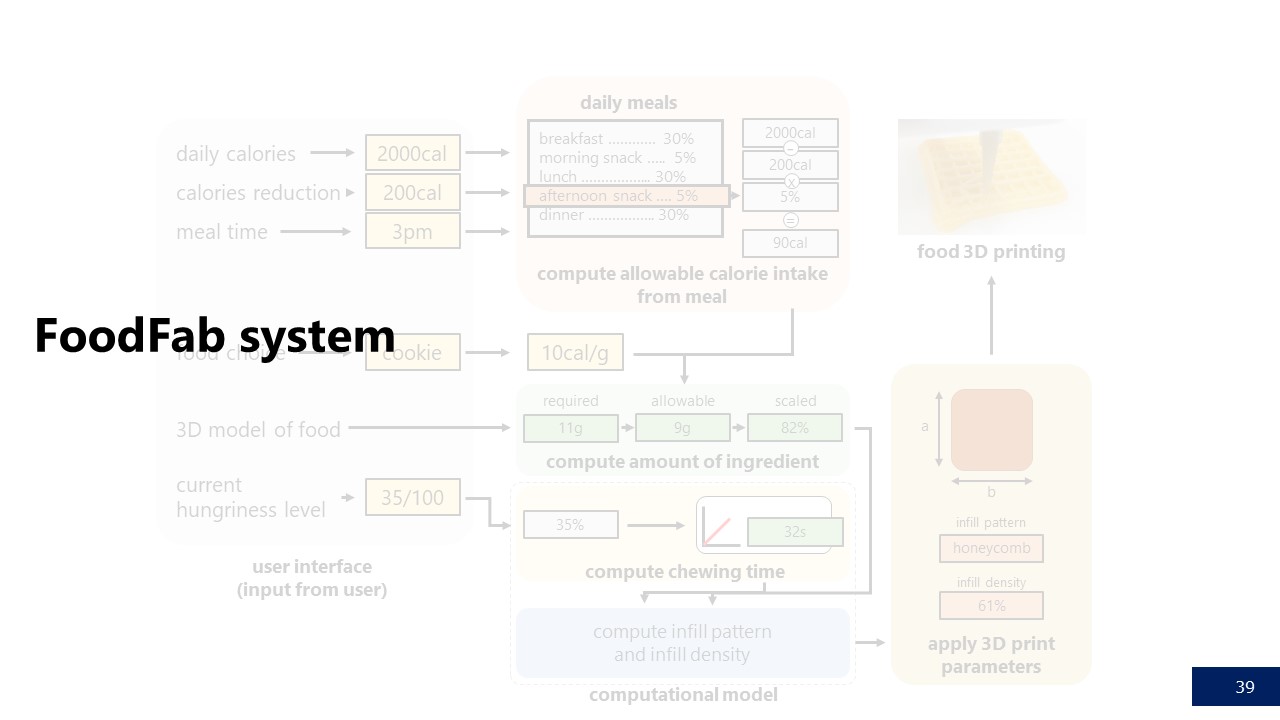 daily meals
daily calories
2000cal
calories reduction
200cal
meal time
3pm
breakfast ............ 30%
morning snack ..... 5%
lunch ................. 30%
afternoon snack .... 5%
dinner ................. 30%
2000cal
-
200cal
x
5%
=
90cal
compute allowable calorie intake
from meal
food 3D printing
FoodFab system
food choice
cookie
10cal/g
required
allowable
scaled
11g
9g
82%
compute amount of ingredient
3D model of food
current
hungriness level
35/100
35%
32s
compute chewing time
user interface
(input from user)
compute infill pattern
and infill density
computational model
a
b
infill pattern
honeycomb
infill density
61%
apply 3D print
parameters
39